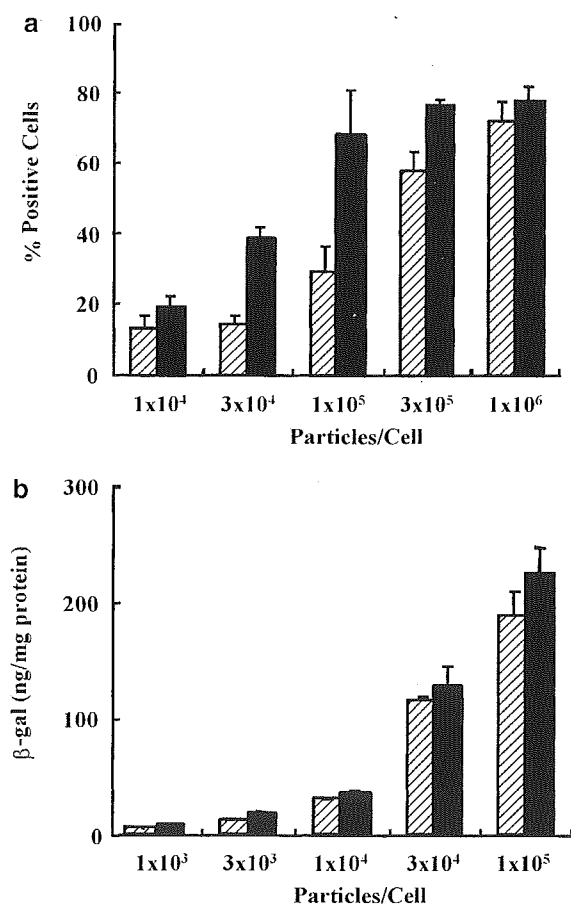 a
80
60
40
20
0
% Positive Cells
1x10⁴ 3x10⁴ 1x10⁵ 3x10⁵ 1x10⁶
Particles/Cell
b
300
200
100
0
β-gal (ng/mg protein)
1x10³ 3x10³ 1x10⁴ 3x10⁴ 1x10⁵
Particles/Cell